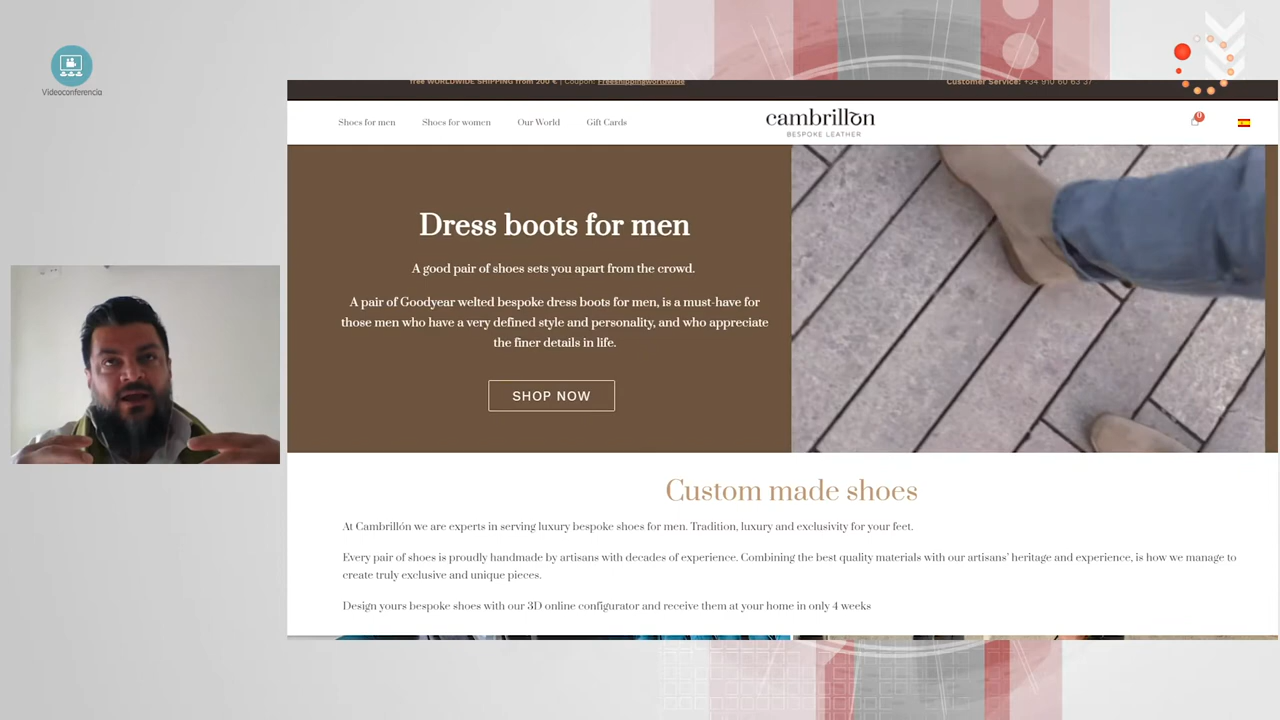 Videoconferencia
free WORLDWIDE SHIPPING from 200 € | Coupon: Freeshippingworldwide
Customer Service: +34 910 60 63 37
Shoes for men
Shoes for women
Our World
Gift Cards
cambrillón
BESPOKE LEATHER
0
Dress boots for men
A good pair of shoes sets you apart from the crowd.
A pair of Goodyear welted bespoke dress boots for men, is a must-have for
those men who have a very defined style and personality, and who appreciate
the finer details in life.
SHOP NOW
Custom made shoes
At Cambrillón we are experts in serving luxury bespoke shoes for men. Tradition, luxury and exclusivity for your feet.
Every pair of shoes is proudly handmade by artisans with decades of experience. Combining the best quality materials with our artisans' heritage and experience, is how we manage to
create truly exclusive and unique pieces.
Design yours bespoke shoes with our 3D online configurator and receive them at your home in only 4 weeks